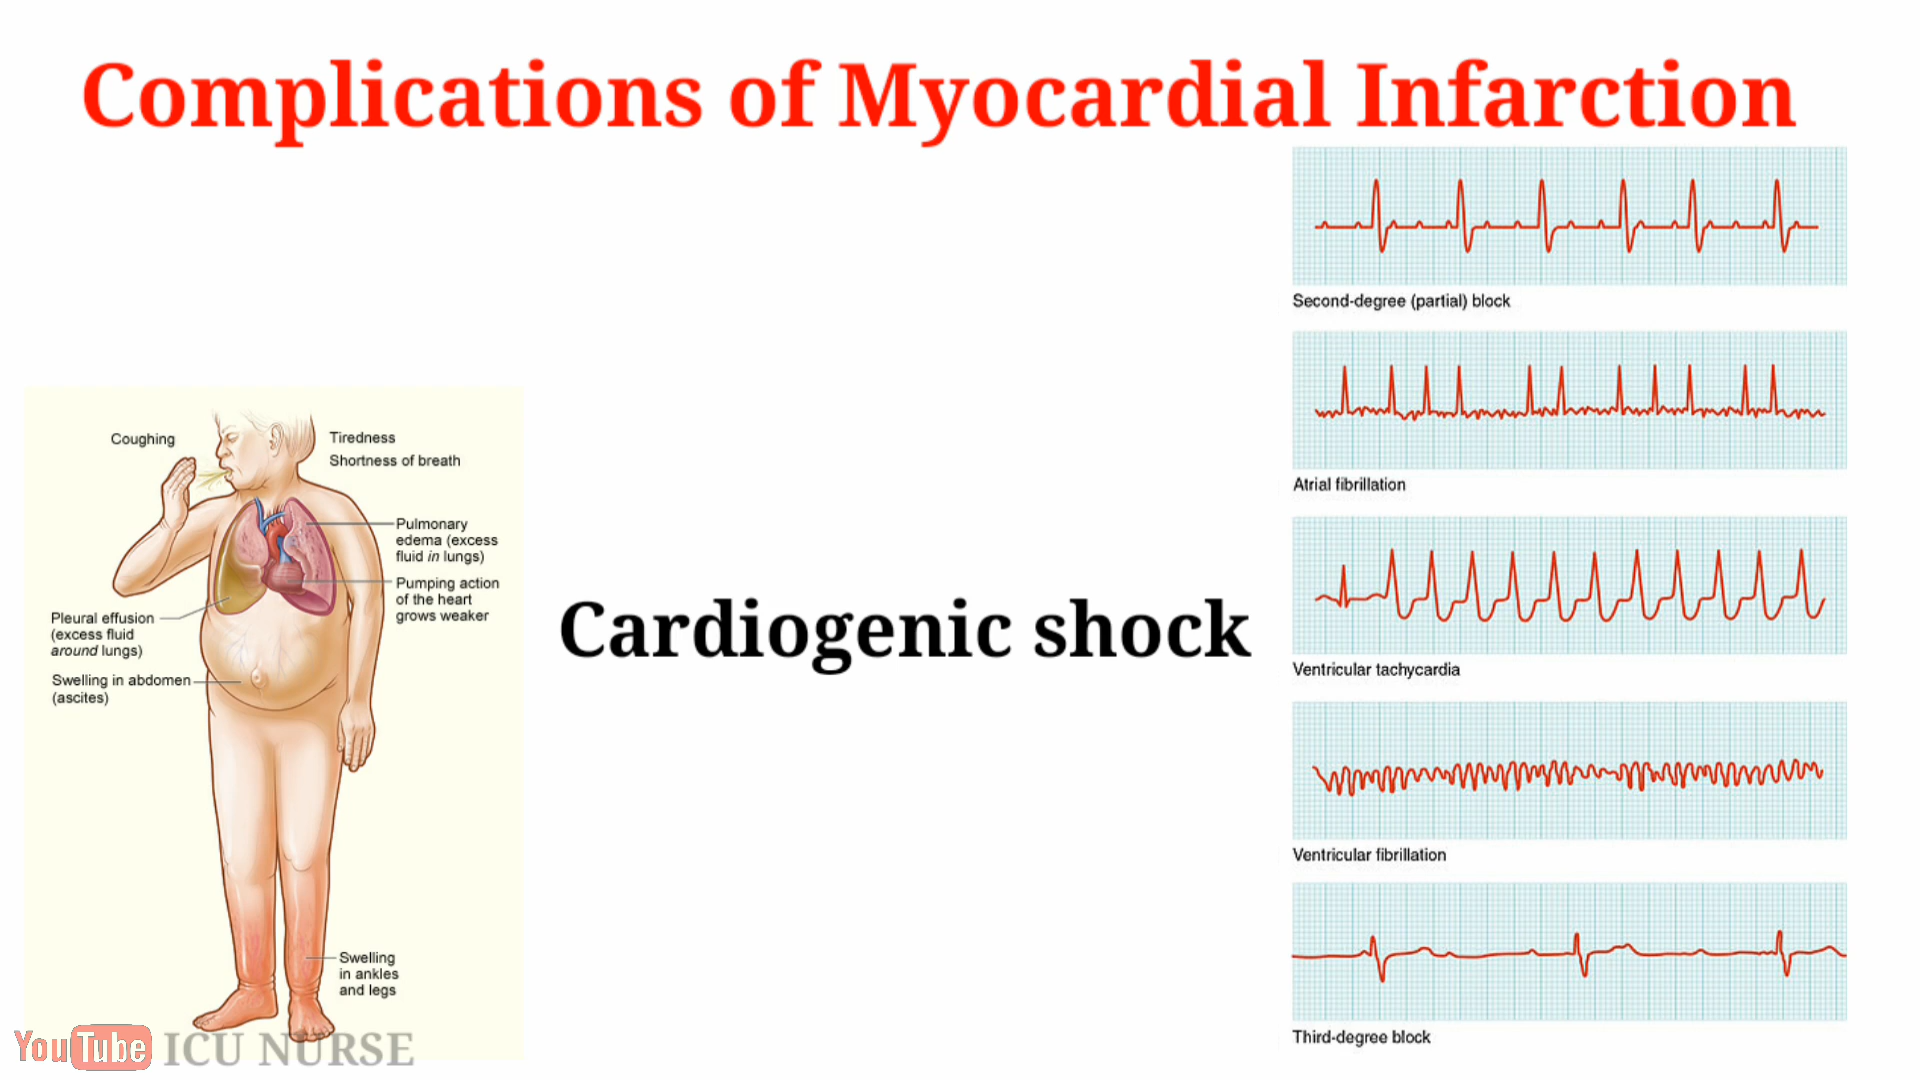 Complications of Myocardial Infarction
Second-degree (partial) block
Atrial fibrillation
Ventricular tachycardia
Ventricular fibrillation
Third-degree block
Cardiogenic shock
Coughing
Tiredness
Shortness of breath
Pulmonary
edema (excess
fluid in lungs)
Pumping action
of the heart
grows weaker
Pleural effusion
(excess fluid
around lungs)
Swelling in abdomen
(ascites)
Swelling
in ankles
and legs
YouTube ICU NURSE